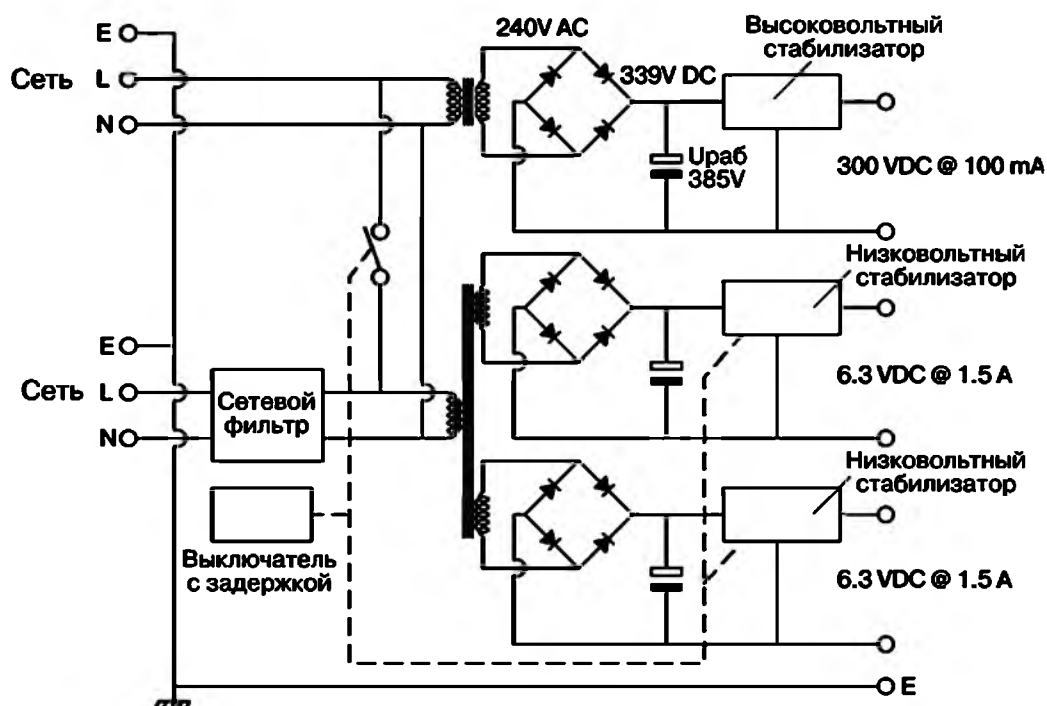 240V AC
Высоковольтный
стабилизатор
E
Сеть L
N
339V DC
Uраб
385V
300 VDC @ 100 mA
Низковольтный
стабилизатор
E
Сеть L
N
Сетевой
фильтр
6.3 VDC @ 1.5 A
Низковольтный
стабилизатор
Выключатель
с задержкой
6.3 VDC @ 1.5 A
E